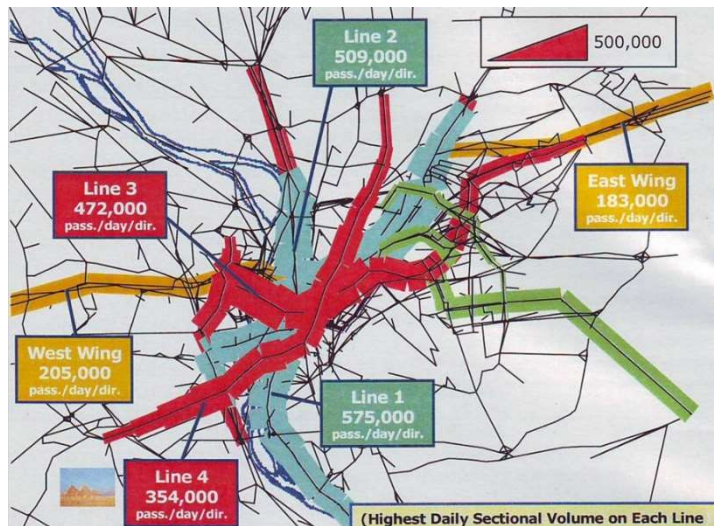 Line 2
509,000
pass./day/dir.
500,000
Line 3
472,000
pass./day/dir.
East Wing
183,000
pass./day/dir.
West Wing
205,000
pass./day/dir.
Line 1
575,000
pass./day/dir.
Line 4
354,000
pass./day/dir.
(Highest Daily Sectional Volume on Each Line